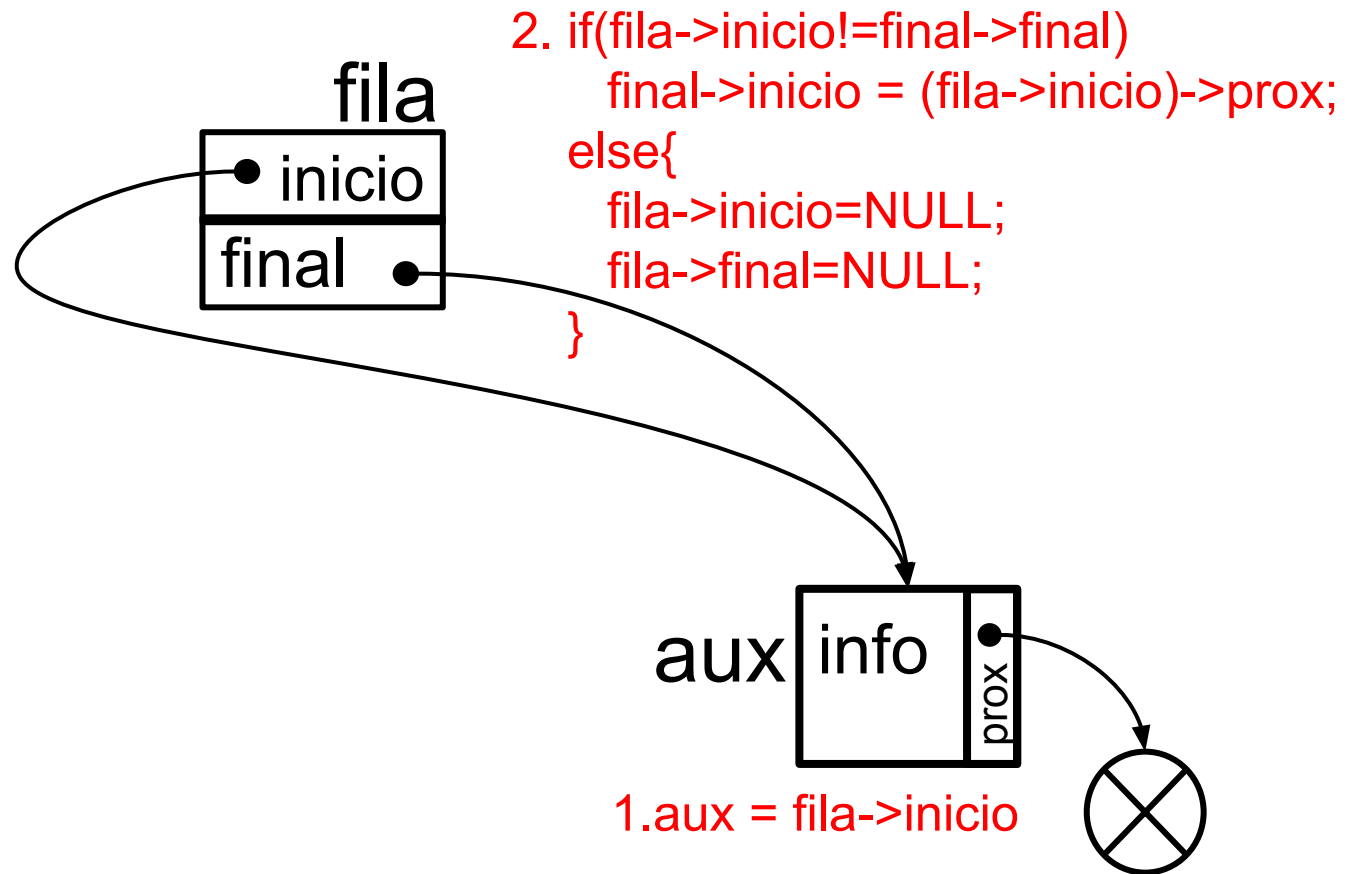 2. if(fila->inicio!=final->final)
final->inicio = (fila->inicio)->prox;
else{
fila->inicio=NULL;
fila->final=NULL;
}
fila
inicio
final
aux
info
prox
1.aux = fila->inicio